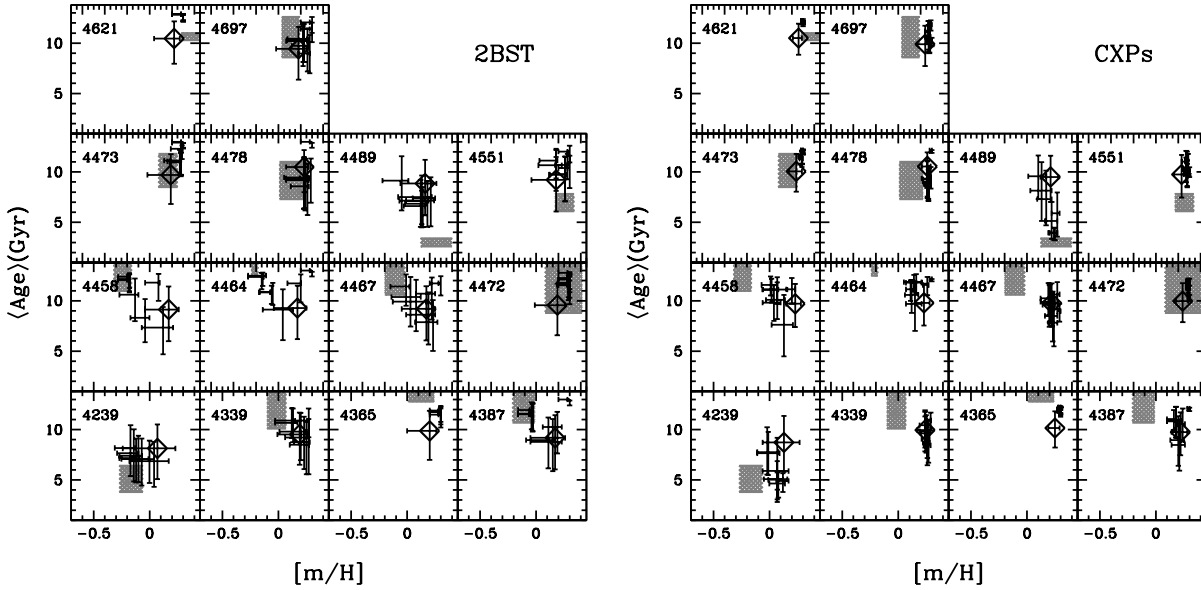 4621 4697 2BST 4621 4697 CXPs
10 10
5 5
4473 4478 4489 4551 4473 4478 4489 4551
10 10
5 5
⟨Age⟩(Gyr) ⟨Age⟩(Gyr)
4458 4464 4467 4472 4458 4464 4467 4472
10 10
5 5
4239 4339 4365 4387 4239 4339 4365 4387
10 10
5 5
−0.5 0 −0.5 0 −0.5 0 −0.5 0 −0.5 0 −0.5 0 −0.5 0 −0.5 0
[m/H] [m/H]